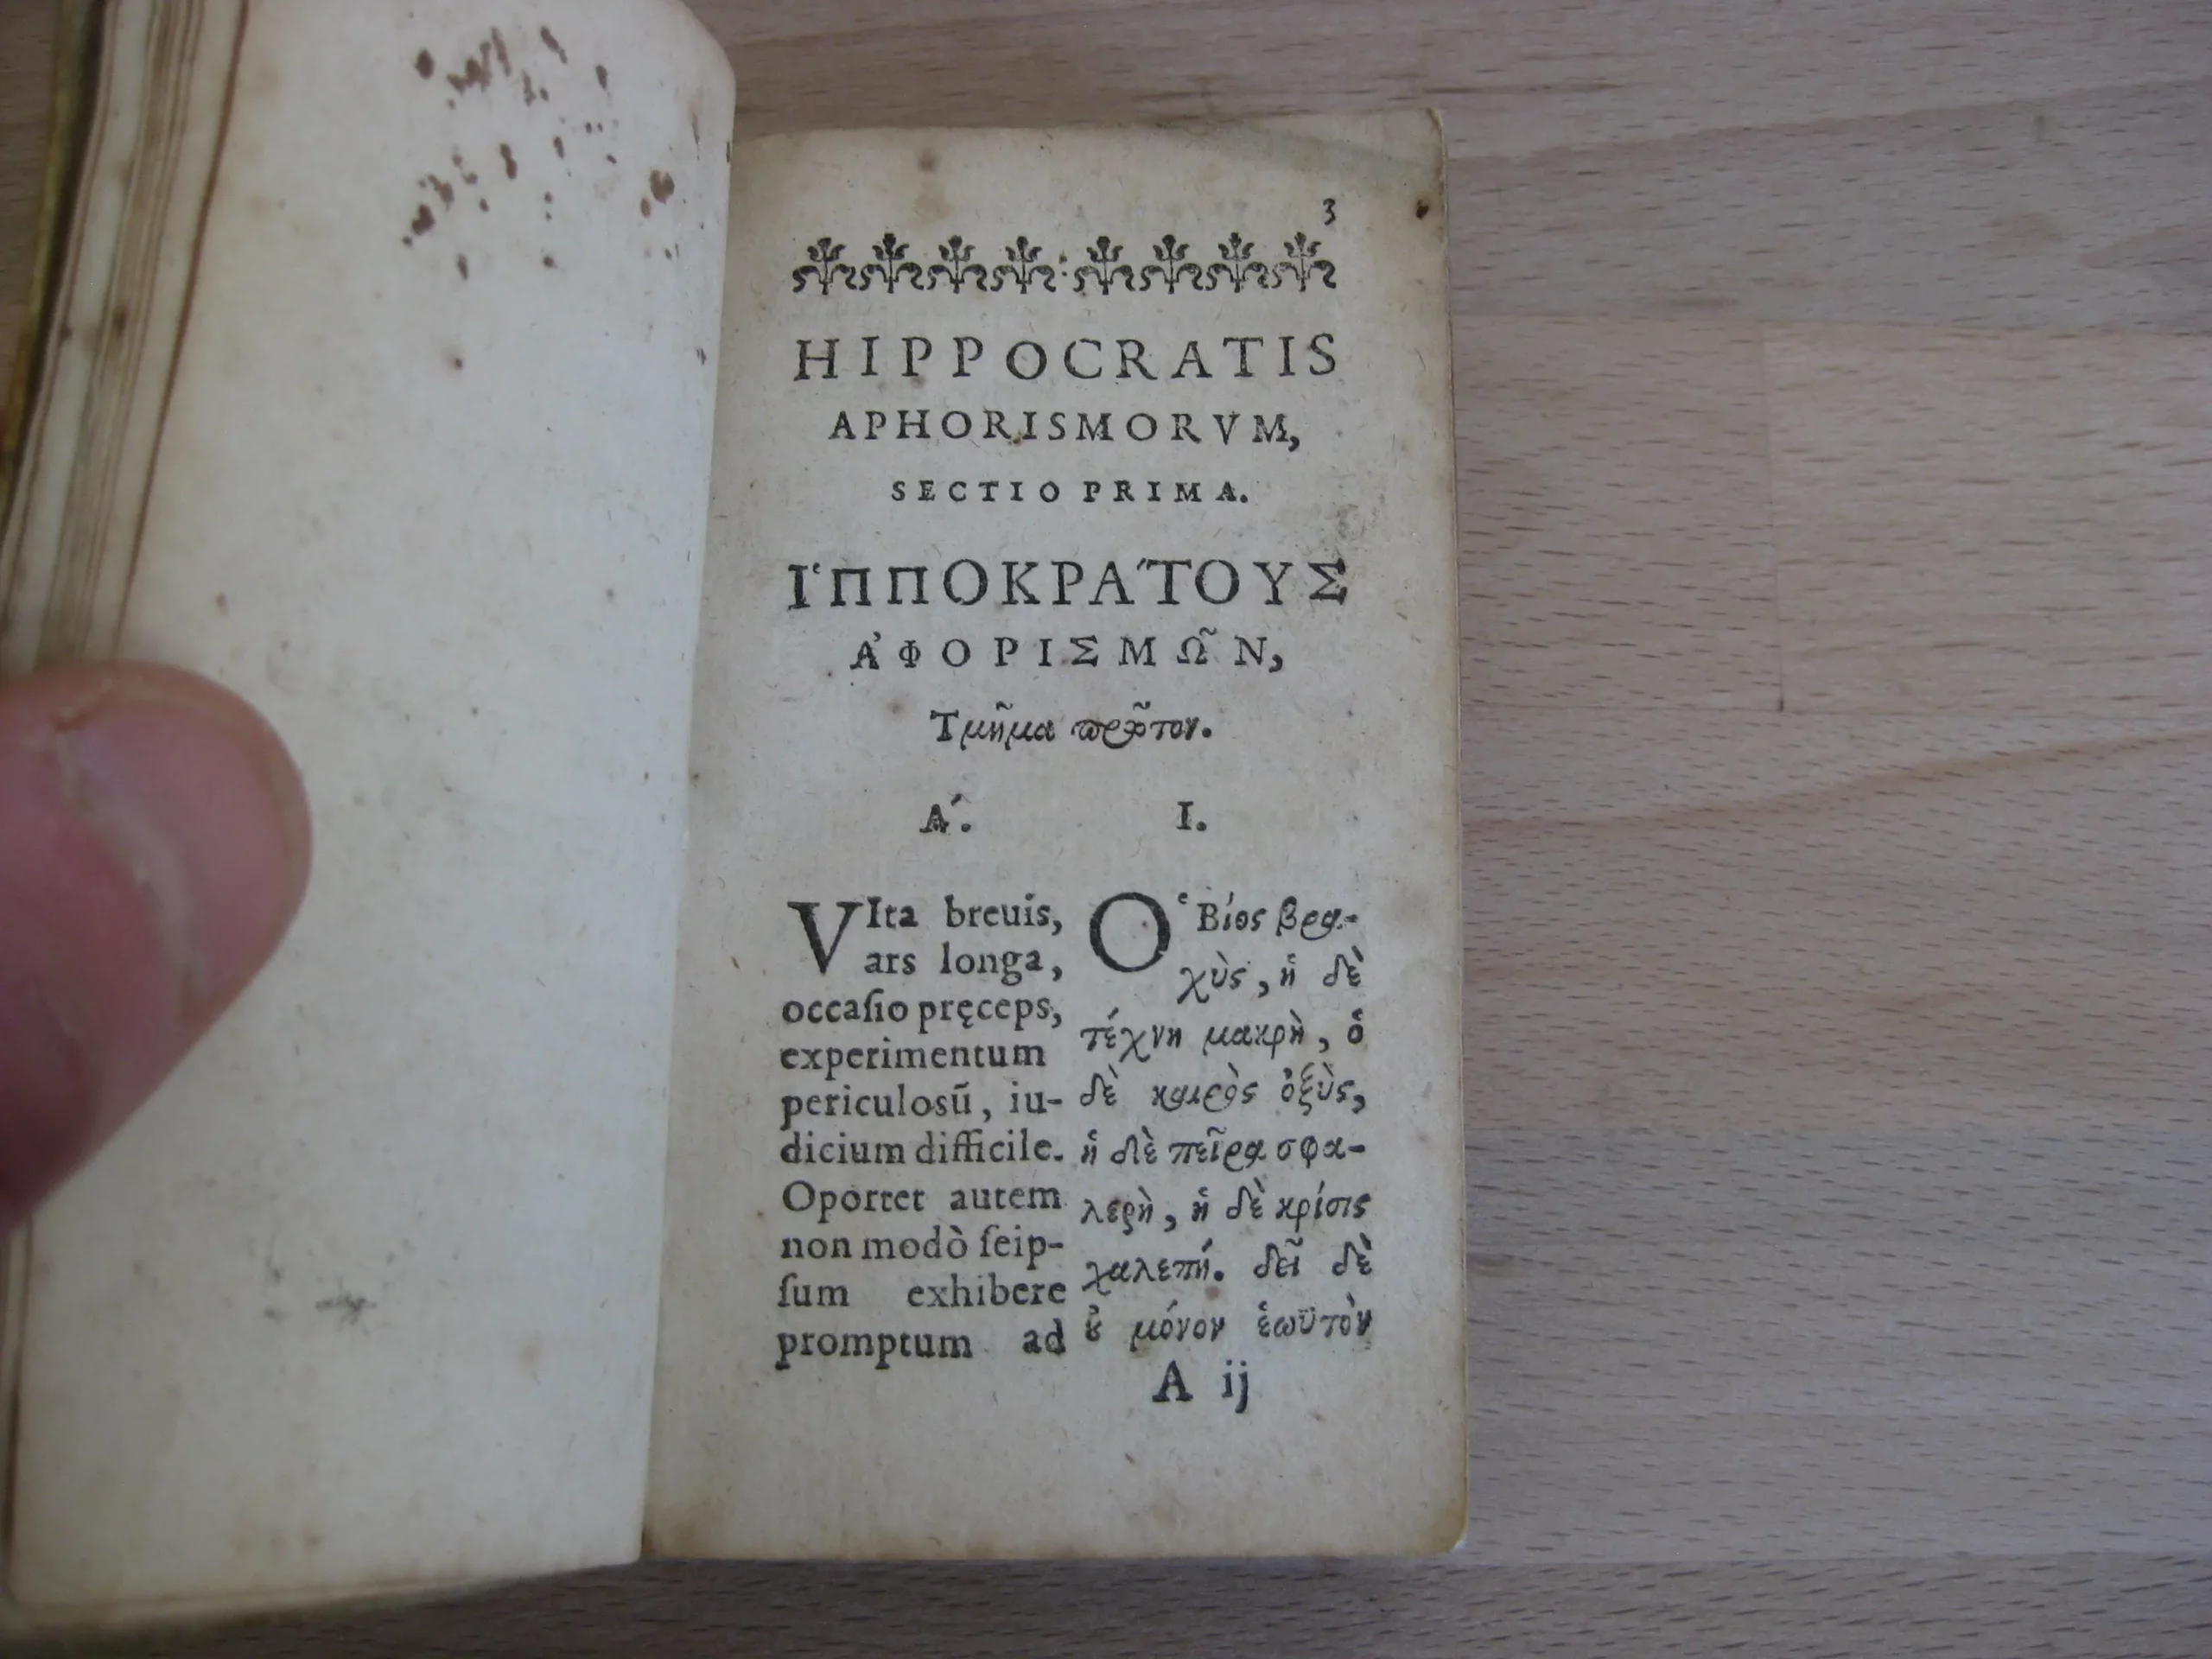 3
HIPPOCRATIS
APHORISMORVM,
SECTIO PRIMA.
ἹΠΠΟΚΡΆΤΟΥΣ
ἈΦΟΡΙΣΜΩ͂Ν,
Τμῆμα πρῶτον.
Α΄.
I.
VIta breuis,
ars longa,
occaſio pręceps,
experimentum
periculosũ, iu-
dicium difficile.
Oportet autem
non modò ſeip-
ſum exhibere
promptum ad
Ὁ Βίος βρα-
χὺς, ἡ δὲ
τέχνη μακρὴ, ὁ
δὲ καιρὸς ὀξὺς,
ἡ δὲ πεῖρα σφα-
λερὴ, ἡ δὲ κρίσις
χαλεπή. δεῖ δὲ
οὐ μόνον ἑωϋτὸν
A ij